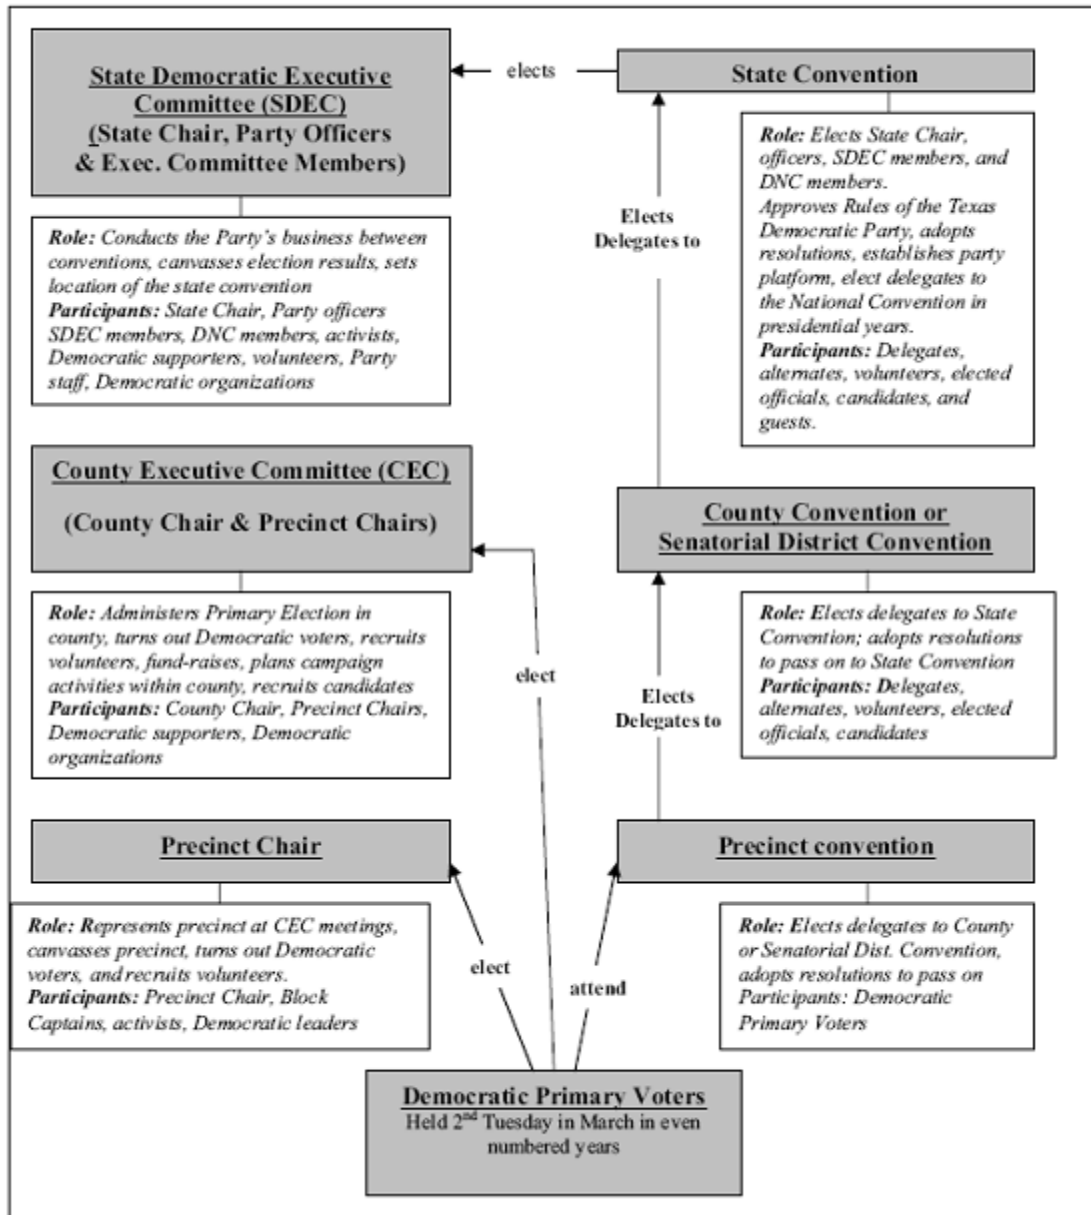 State Democratic Executive
Committee (SDEC)
(State Chair, Party Officers
& Exec. Committee Members)
elects
State Convention
Role: Elects State Chair,
officers, SDEC members, and
DNC members.
Approves Rules of the Texas
Democratic Party, adopts
resolutions, establishes party
platform, elect delegates to
the National Convention in
presidential years.
Participants: Delegates,
alternates, volunteers, elected
officials, candidates, and
guests.
Role: Conducts the Party's business between
conventions, canvasses election results, sets
location of the state convention
Participants: State Chair, Party officers
SDEC members, DNC members, activists,
Democratic supporters, volunteers, Party
staff, Democratic organizations
Elects
Delegates to
County Executive Committee (CEC)
(County Chair & Precinct Chairs)
County Convention or
Senatorial District Convention
Role: Administers Primary Election in
county, turns out Democratic voters, recruits
volunteers, fund-raises, plans campaign
activities within county, recruits candidates
Participants: County Chair, Precinct Chairs,
Democratic supporters, Democratic
organizations
elect
Elects
Delegates to
Role: Elects delegates to State
Convention; adopts resolutions
to pass on to State Convention
Participants: Delegates,
alternates, volunteers, elected
officials, candidates
Precinct Chair
Precinct convention
Role: Represents precinct at CEC meetings,
canvasses precinct, turns out Democratic
voters, and recruits volunteers.
Participants: Precinct Chair, Block
Captains, activists, Democratic leaders
elect
attend
Role: Elects delegates to County
or Senatorial Dist. Convention,
adopts resolutions to pass on
Participants: Democratic
Primary Voters
Democratic Primary Voters
Held 2nd Tuesday in March in even
numbered years